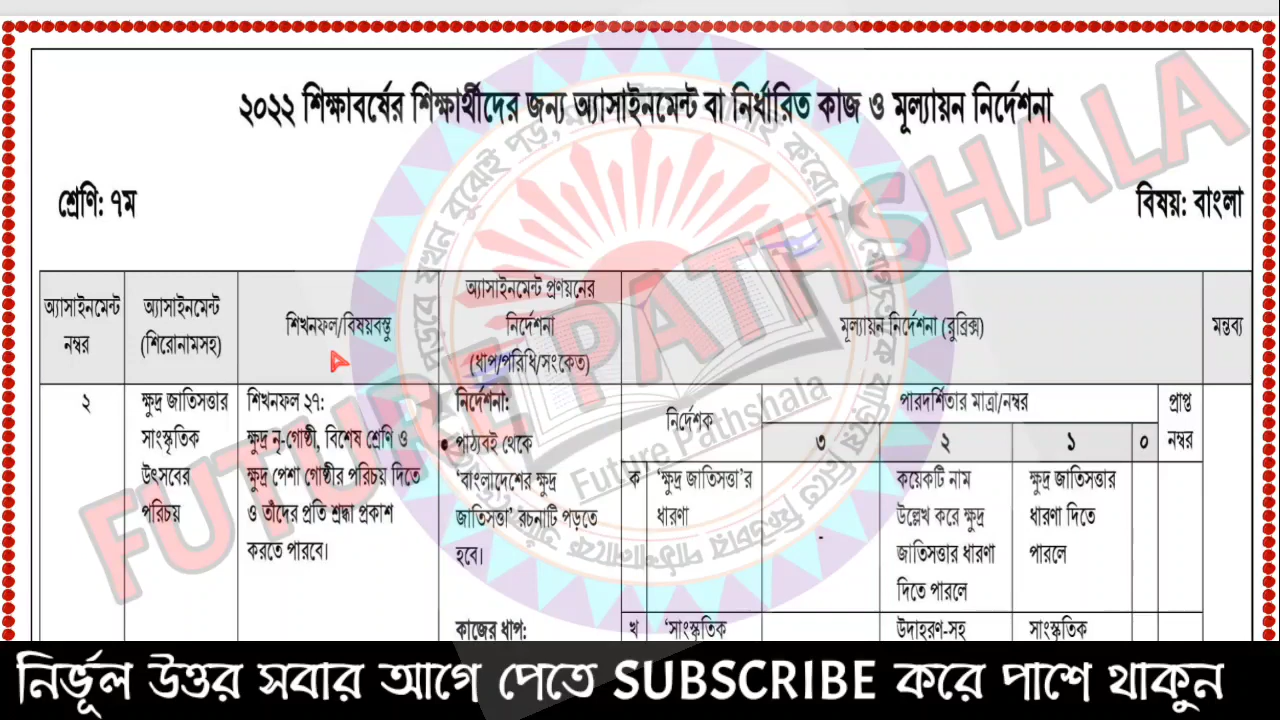 ২০২২ শিক্ষাবর্ষের শিক্ষার্থীদের জন্য অ্যাসাইনমেন্ট বা নির্ধারিত কাজ ও মূল্যায়ন নির্দেশনা
শ্রেণি: ৭ম
বিষয়: বাংলা
অ্যাসাইনমেন্ট
নম্বর
অ্যাসাইনমেন্ট
(শিরোনামসহ)
শিখনফল/বিষয়বস্তু
অ্যাসাইনমেন্ট প্রণয়নের
নির্দেশনা
(ধাপ/পরিধি/সংকেত)
মূল্যায়ন নির্দেশনা (রুব্রিক্স)
মন্তব্য
২
ক্ষুদ্র জাতিসত্তার
সাংস্কৃতিক
উৎসবের
পরিচয়
শিখনফল ১৭:
ক্ষুদ্র নৃ-গোষ্ঠী, বিশেষ শ্রেণি ও
ক্ষুদ্র পেশা গোষ্ঠীর পরিচয় দিতে
ও তাঁদের প্রতি শ্রদ্ধা প্রকাশ
করতে পারবে।
নির্দেশনা:
• পাঠ্যবই থেকে
‘বাংলাদেশের ক্ষুদ্র
জাতিসত্তা’ রচনাটি পড়তে
হবে।
কাজের ধাপ:
নির্দেশক
পারদর্শিতার মাত্রা/নম্বর
প্রাপ্ত
নম্বর
৩
২
১
০
ক
‘ক্ষুদ্র জাতিসত্তা’র
ধারণা
-
কয়েকটি নাম
উল্লেখ করে ক্ষুদ্র
জাতিসত্তার ধারণা
দিতে পারলে
ক্ষুদ্র জাতিসত্তার
ধারণা দিতে
পারলে
খ
‘সাংস্কৃতিক
উদাহরণ-সহ
সাংস্কৃতিক
FUTURE PATHSHALA
Future Pathshala
নির্ভূল উত্তর সবার আগে পেতে SUBSCRIBE করে পাশে থাকুন